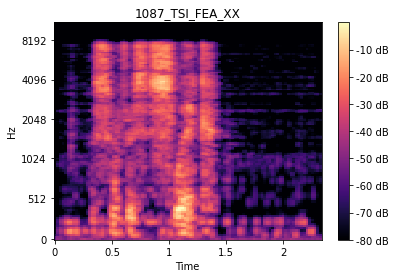 1087_TSI_FEA_XX
8192
4096
2048
1024
512
0
Hz
0
0.5
1
1.5
2
Time
-10 dB
-20 dB
-30 dB
-40 dB
-50 dB
-60 dB
-70 dB
-80 dB